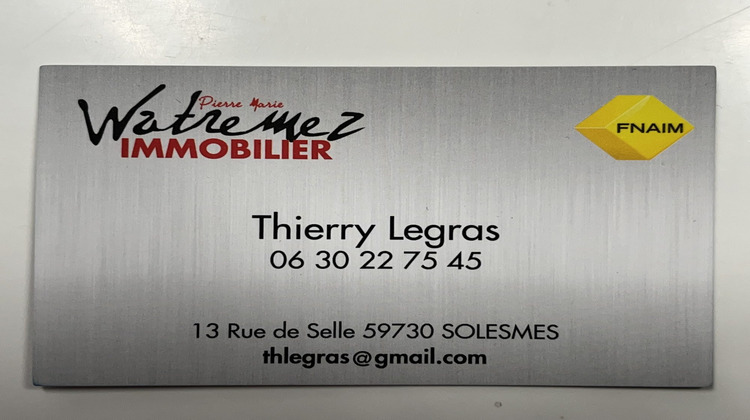 Pierre Marie
Watremez
IMMOBILIER
FNAIM
Thierry Legras
06 30 22 75 45
13 Rue de Selle 59730 SOLESMES
thlegras@gmail.com